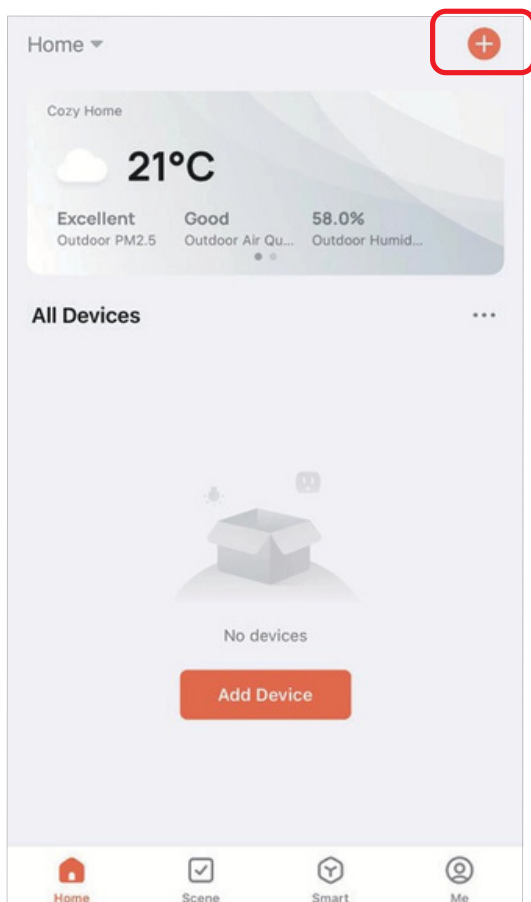 Home
Cozy Home
21°C
Excellent Good 58.0%
Outdoor PM2.5 Outdoor Air Qu... Outdoor Humid...
All Devices
No devices
Add Device
Home Scene Smart Me